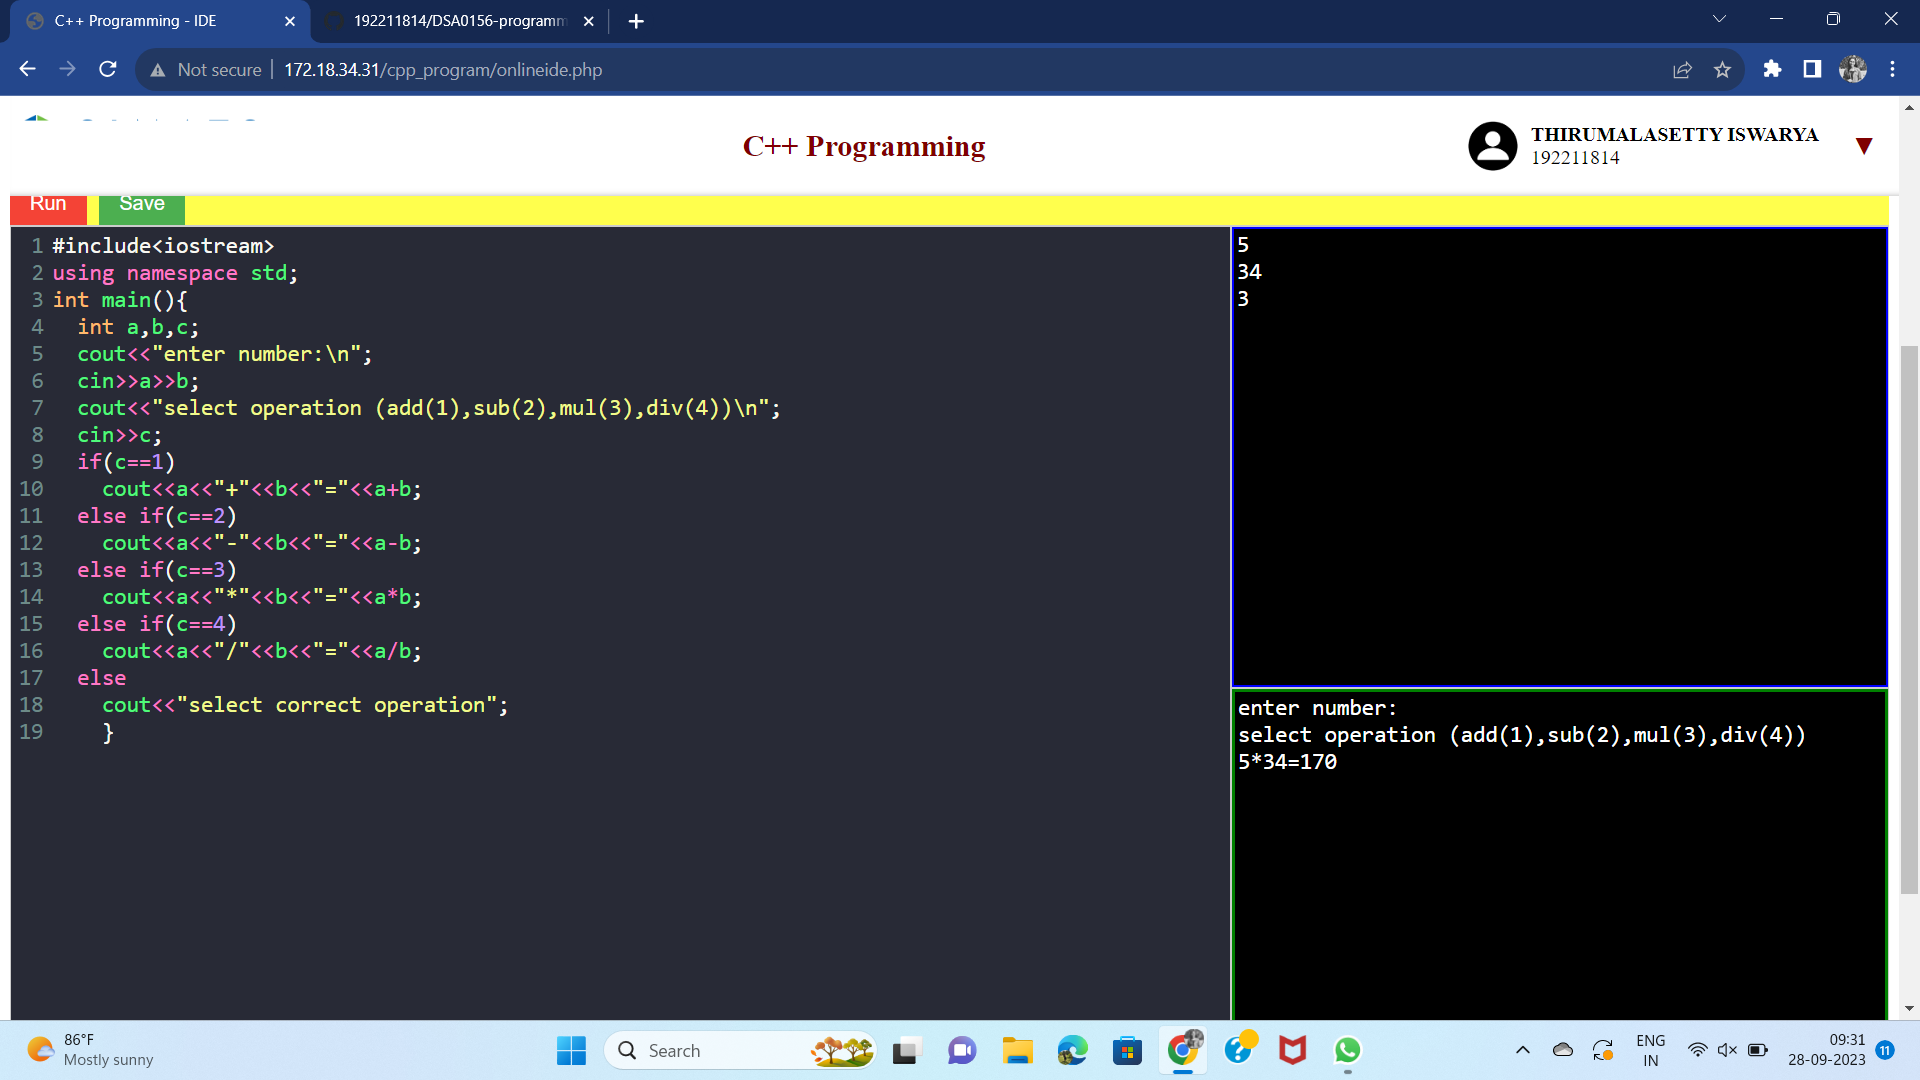 C++ Programming - IDE
192211814/DSA0156-programm
Not secure
172.18.34.31/cpp_program/onlineide.php
C++ Programming
THIRUMALASETTY ISWARYA
192211814
Run
Save
1 #include<iostream>
2 using namespace std;
3 int main(){
4 int a,b,c;
5 cout<<"enter number:\n";
6 cin>>a>>b;
7 cout<<"select operation (add(1),sub(2),mul(3),div(4))\n";
8 cin>>c;
9 if(c==1)
10 cout<<a<<"+"<<b<<"="<<a+b;
11 else if(c==2)
12 cout<<a<<"-"<<b<<"="<<a-b;
13 else if(c==3)
14 cout<<a<<"*"<<b<<"="<<a*b;
15 else if(c==4)
16 cout<<a<<"/"<<b<<"="<<a/b;
17 else
18 cout<<"select correct operation";
19 }
5
34
3
enter number:
select operation (add(1),sub(2),mul(3),div(4))
5*34=170
86°F
Mostly sunny
Search
ENG
IN
09:31
28-09-2023
11